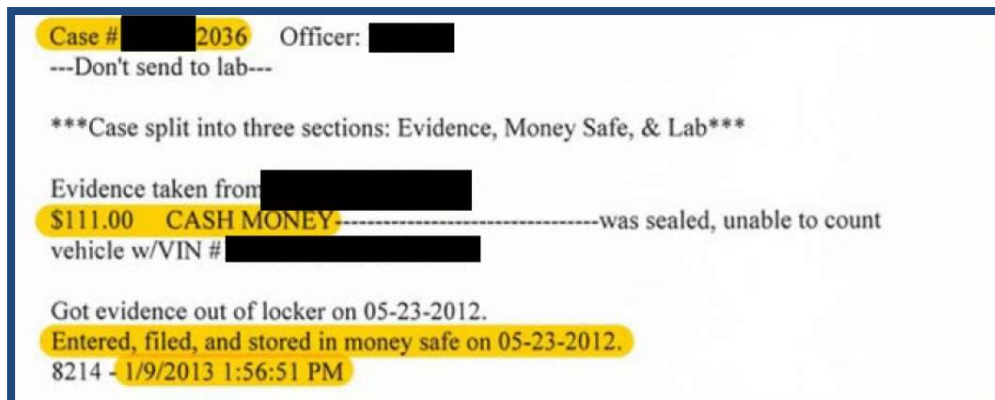 Case # 2036 Officer:
---Don't send to lab---
***Case split into three sections: Evidence, Money Safe, & Lab***
Evidence taken from
$111.00 CASH MONEY---------------------------------was sealed, unable to count
vehicle w/VIN #
Got evidence out of locker on 05-23-2012.
Entered, filed, and stored in money safe on 05-23-2012.
8214 - 1/9/2013 1:56:51 PM